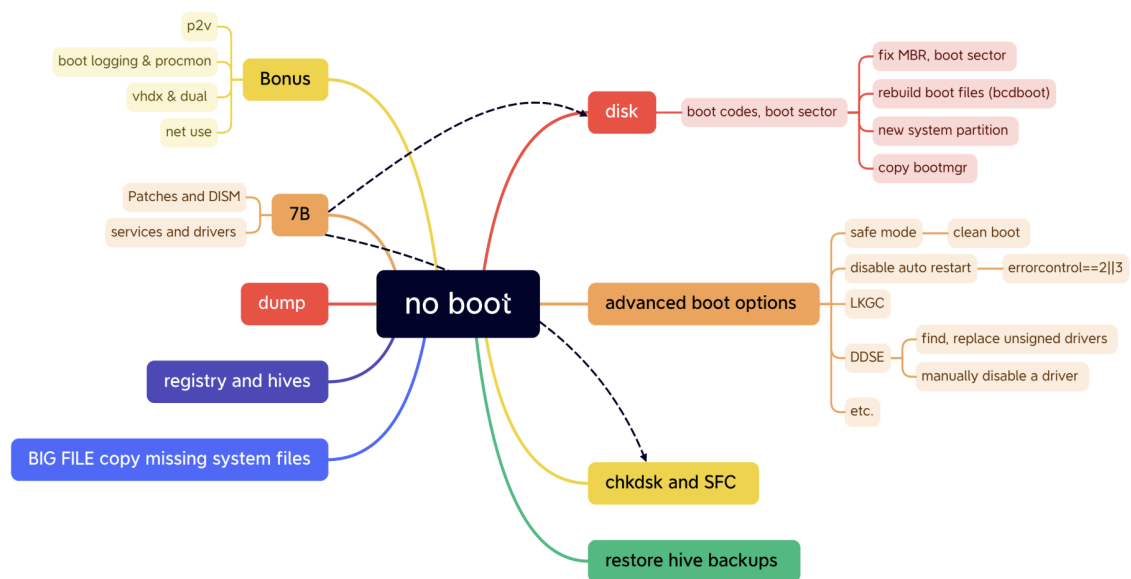 no boot
disk
boot codes, boot sector
fix MBR, boot sector
rebuild boot files (bcdboot)
new system partition
copy bootmgr
advanced boot options
safe mode
clean boot
disable auto restart
errorcontrol==2||3
LKGC
DDSE
find, replace unsigned drivers
manually disable a driver
etc.
chkdsk and SFC
restore hive backups
BIG FILE copy missing system files
registry and hives
dump
7B
Patches and DISM
services and drivers
Bonus
p2v
boot logging & procmon
vhdx & dual
net use